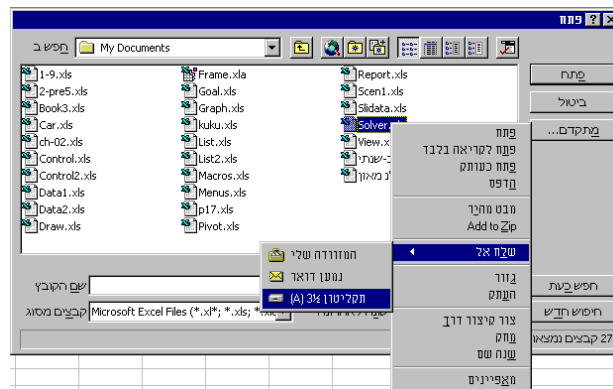 פתח
חפש ב
My Documents
1-9.xls
2-pre5.xls
Book3.xls
Car.xls
ch-02.xls
Control.xls
Control2.xls
Data1.xls
Data2.xls
Draw.xls
Frame.xla
Goal.xls
Graph.xls
kuku.xls
List.xls
List2.xls
Macros.xls
Menus.xls
p17.xls
Pivot.xls
Report.xls
Scen1.xls
Slidata.xls
Solver.
View.x
ב-שנתי
נ מאזן
פתח
ביטול
מתקדם...
פתח
פתח לקריאה בלבד
פתח כעותק
הדפס
מבט מהיר
Add to Zip
שלח אל
גזור
העתק
צור קיצור דרך
מחק
שנה שם
מאפיינים
המזוודה שלי
נמען דואר
תקליטון 3½ (A)
שם הקובץ
קבצים מסוג
Microsoft Excel Files (*.xl*; *.xls; *.
חפש כעת
חיפוש חדש
27 קבצים נמצאו